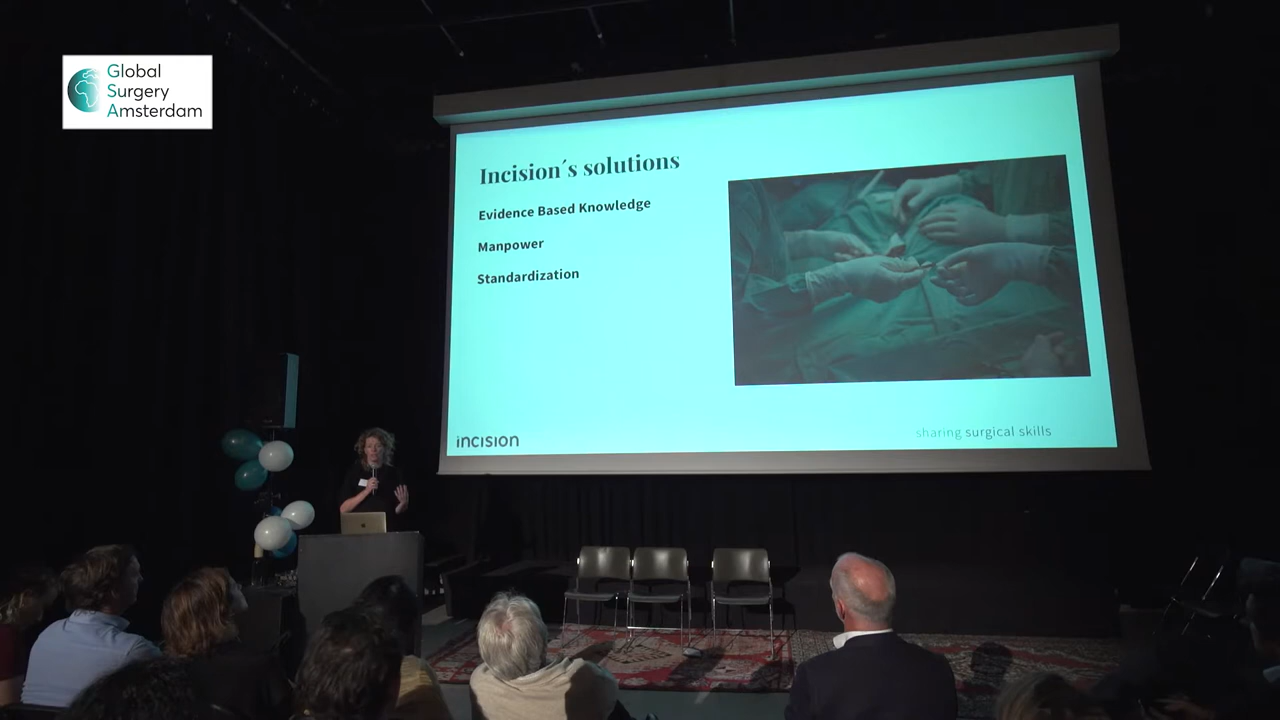 Global
Surgery
Amsterdam
Incision´s solutions
Evidence Based Knowledge
Manpower
Standardization
incision
sharing surgical skills